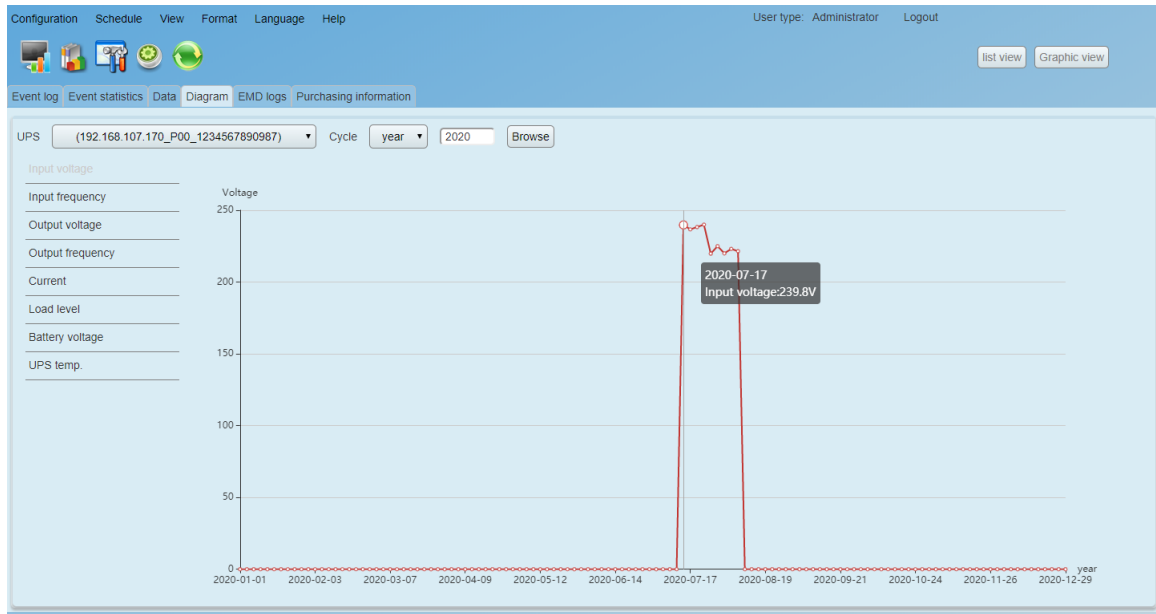 Configuration Schedule View Format Language Help User type: Administrator Logout
list view Graphic view
Event log Event statistics Data Diagram EMD logs Purchasing information
UPS (192.168.107.170_P00_1234567890987) Cycle year 2020 Browse
Input voltage
Input frequency
Output voltage
Output frequency
Current
Load level
Battery voltage
UPS temp.
Voltage
250
200
150
100
50
0
2020-07-17
Input voltage:239.8V
2020-01-01 2020-02-03 2020-03-07 2020-04-09 2020-05-12 2020-06-14 2020-07-17 2020-08-19 2020-09-21 2020-10-24 2020-11-26 2020-12-29
year